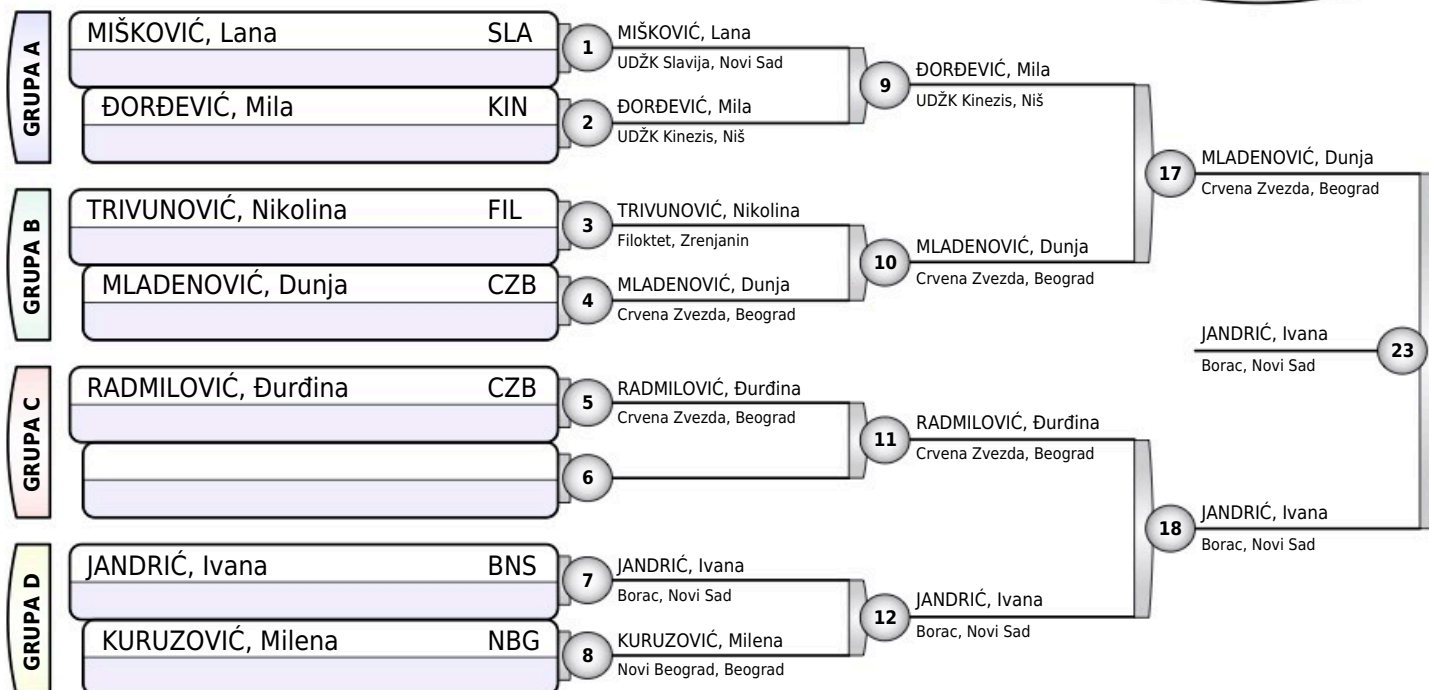 GRUPA A
MIŠKOVIĆ, Lana SLA
ĐORĐEVIĆ, Mila KIN
GRUPA B
TRIVUNOVIĆ, Nikolina FIL
MLADENOVIĆ, Dunja CZB
GRUPA C
RADMILOVIĆ, Đurđina CZB
GRUPA D
JANDRIĆ, Ivana BNS
KURUZOVIĆ, Milena NBG
1 MIŠKOVIĆ, Lana
UDŽK Slavija, Novi Sad
2 ĐORĐEVIĆ, Mila
UDŽK Kinezis, Niš
3 TRIVUNOVIĆ, Nikolina
Filoktet, Zrenjanin
4 MLADENOVIĆ, Dunja
Crvena Zvezda, Beograd
5 RADMILOVIĆ, Đurđina
Crvena Zvezda, Beograd
6
7 JANDRIĆ, Ivana
Borac, Novi Sad
8 KURUZOVIĆ, Milena
Novi Beograd, Beograd
9 ĐORĐEVIĆ, Mila
UDŽK Kinezis, Niš
10 MLADENOVIĆ, Dunja
Crvena Zvezda, Beograd
11 RADMILOVIĆ, Đurđina
Crvena Zvezda, Beograd
12 JANDRIĆ, Ivana
Borac, Novi Sad
17 MLADENOVIĆ, Dunja
Crvena Zvezda, Beograd
18 JANDRIĆ, Ivana
Borac, Novi Sad
JANDRIĆ, Ivana 23
Borac, Novi Sad